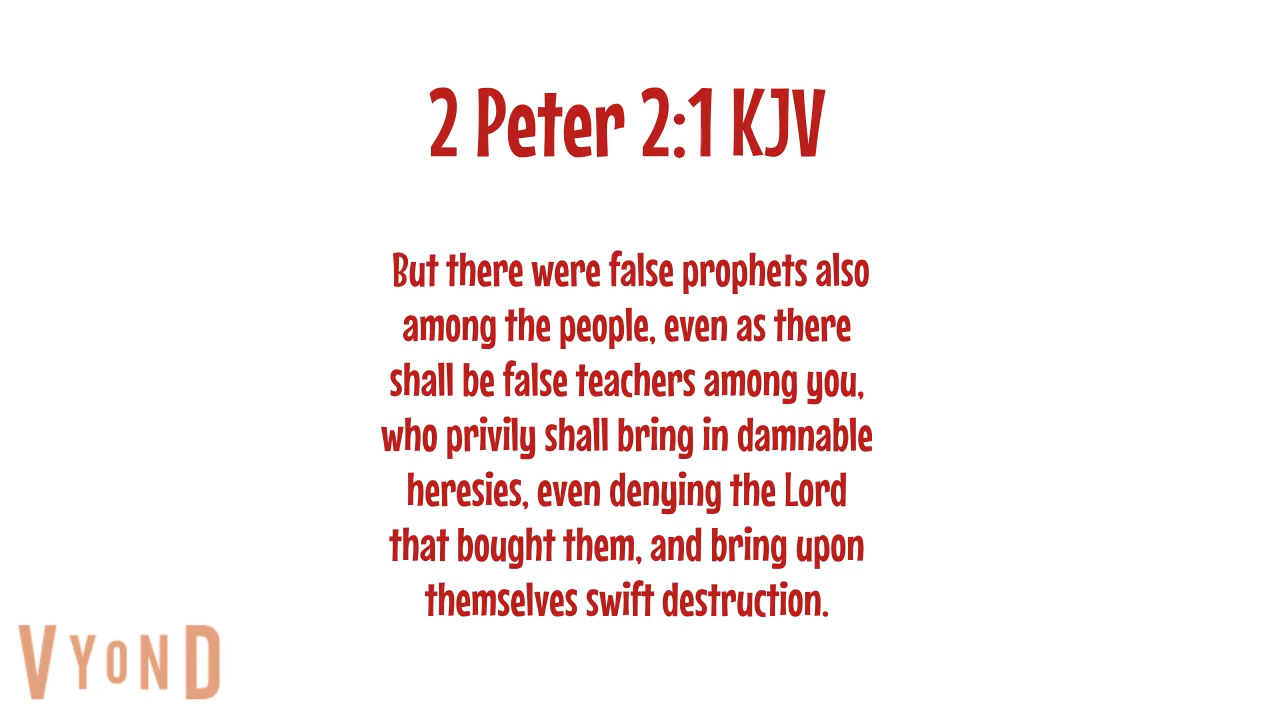 2 Peter 2:1 KJV
But there were false prophets also
among the people, even as there
shall be false teachers among you,
who privily shall bring in damnable
heresies, even denying the Lord
that bought them, and bring upon
themselves swift destruction.
VYOND